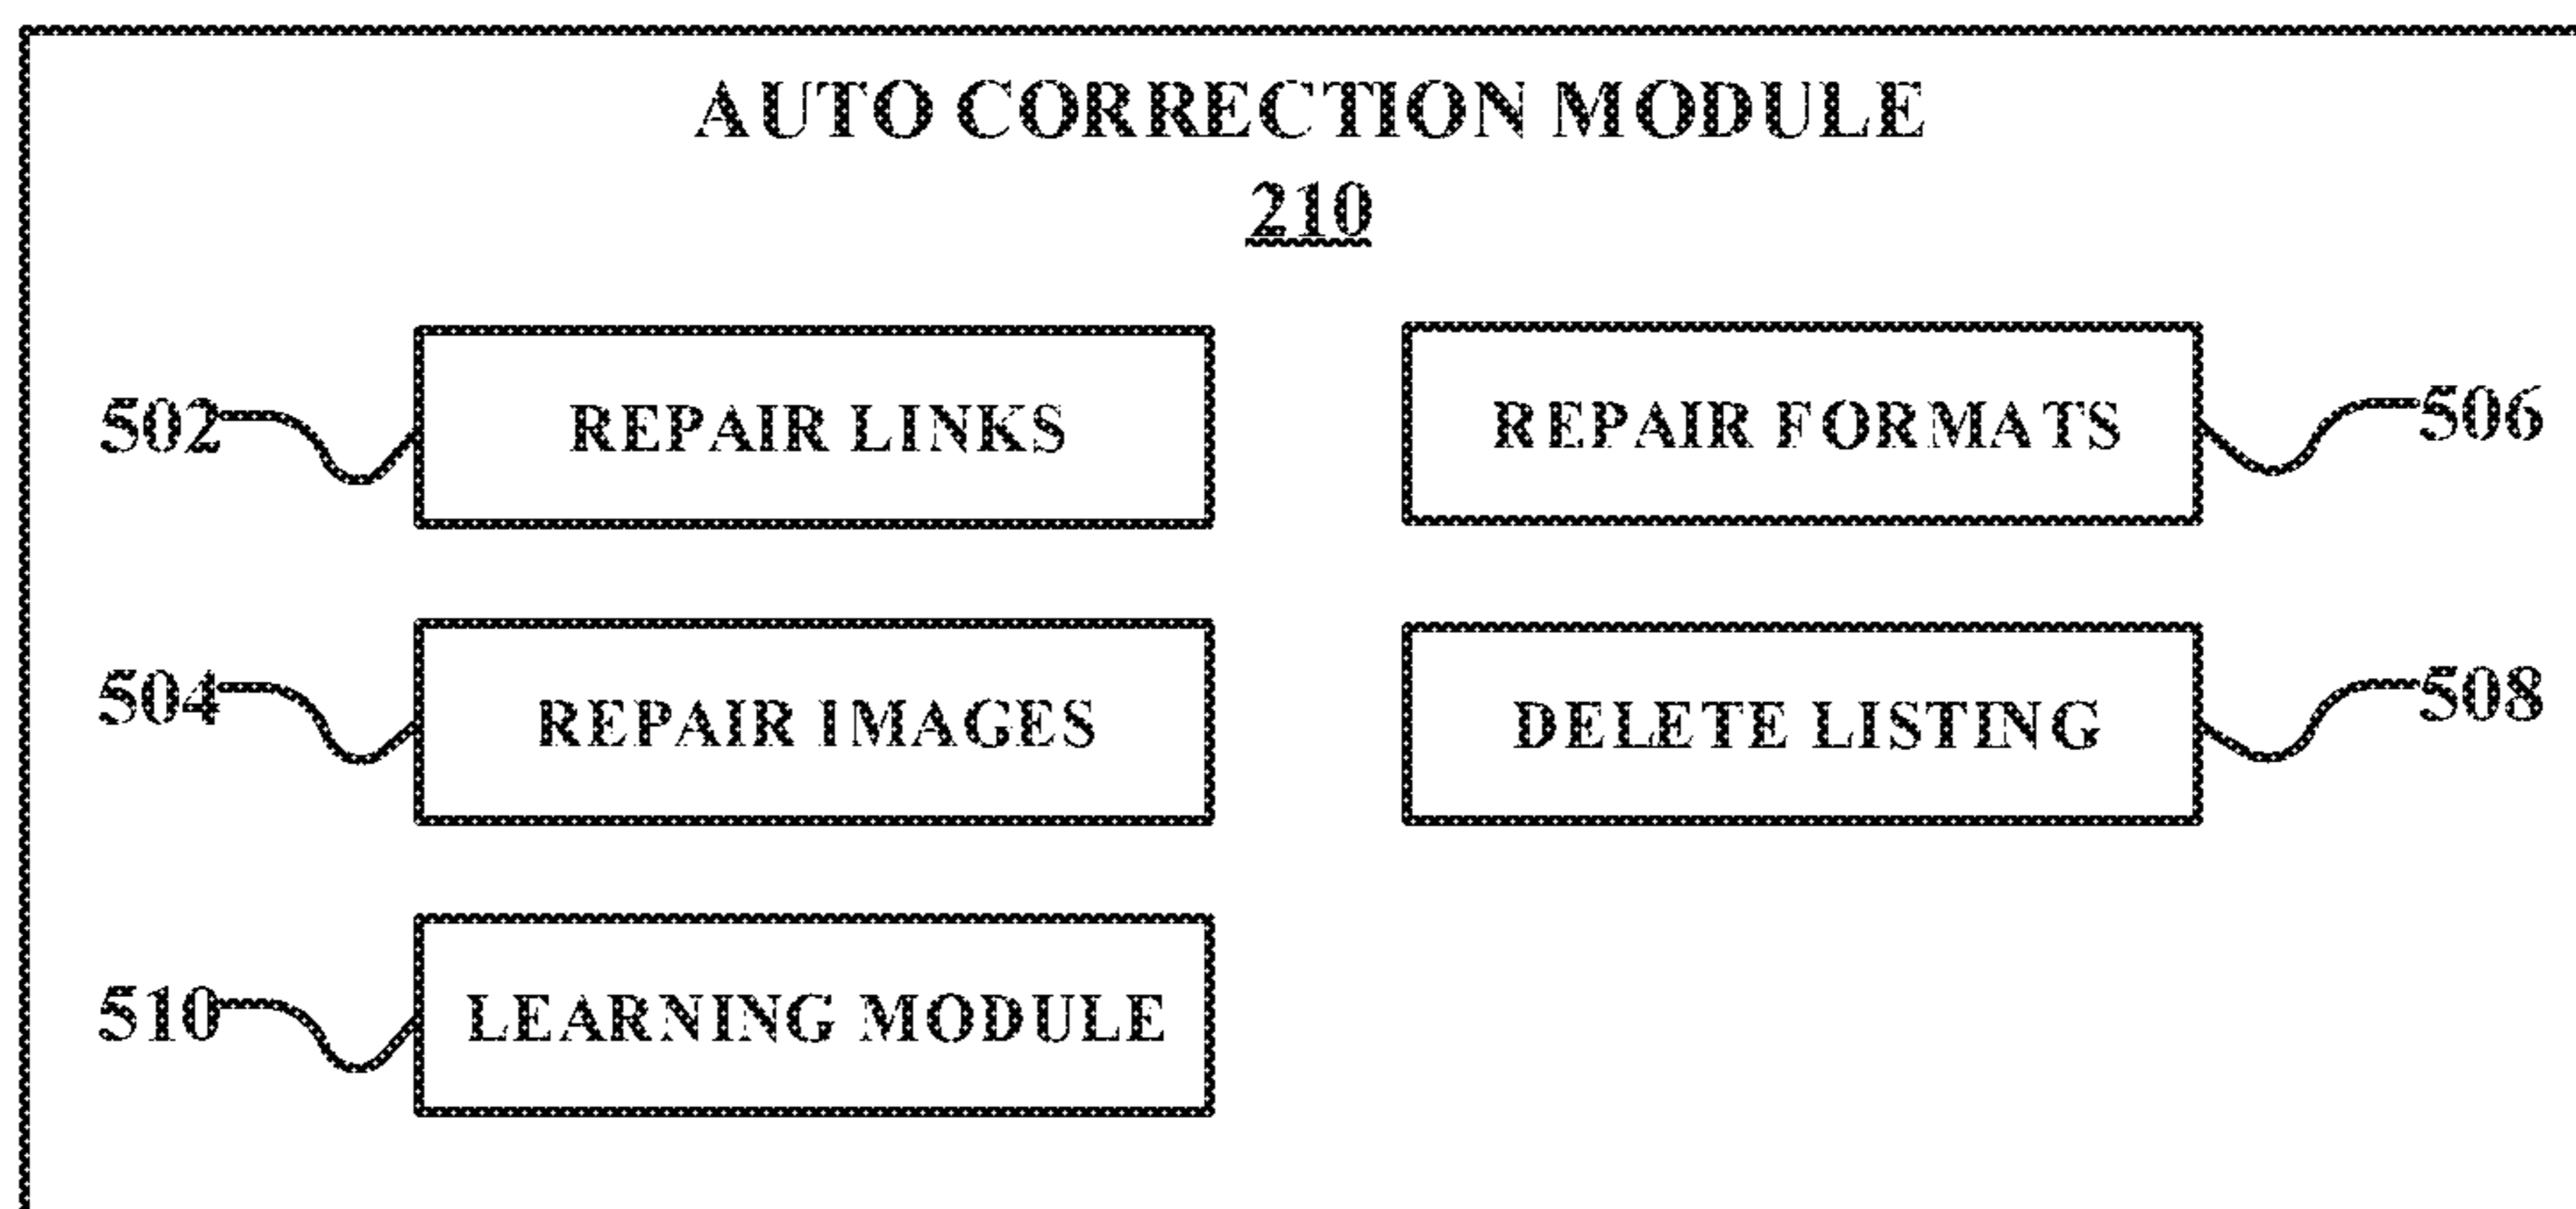 AUTO CORRECTION MODULE
210
502 REPAIR LINKS
REPAIR FORMATS 506
504 REPAIR IMAGES
DELETE LISTING 508
510 LEARNING MODULE